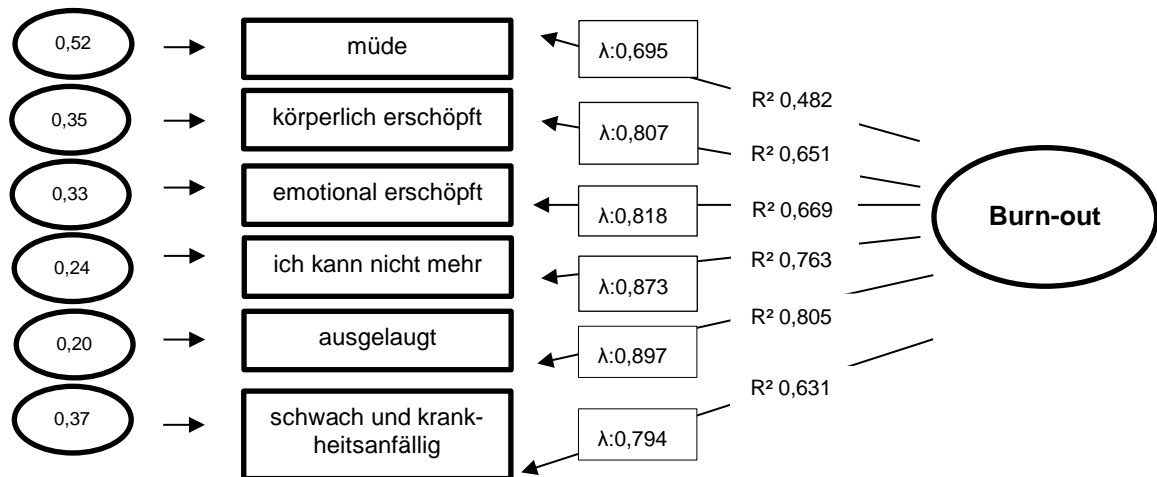 0,52
müde
λ:0,695
R² 0,482
0,35
körperlich erschöpft
λ:0,807
R² 0,651
0,33
emotional erschöpft
λ:0,818
R² 0,669
Burn-out
0,24
ich kann nicht mehr
λ:0,873
R² 0,763
0,20
ausgelaugt
λ:0,897
R² 0,805
0,37
schwach und krank-
heitsanfällig
λ:0,794
R² 0,631